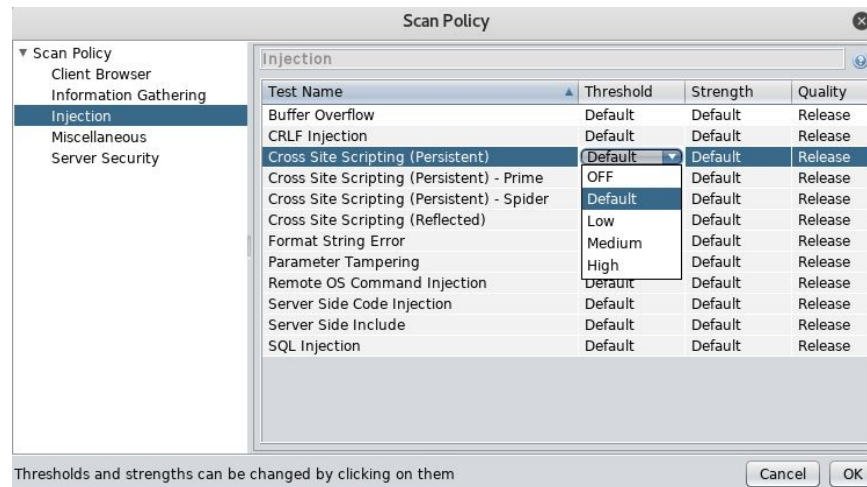 Scan Policy
Scan Policy
Client Browser
Information Gathering
Injection
Miscellaneous
Server Security
Injection
Test Name Threshold Strength Quality
Buffer Overflow Default Default Release
CRLF Injection Default Default Release
Cross Site Scripting (Persistent) Default Default Release
Cross Site Scripting (Persistent) - Prime OFF Default Release
Cross Site Scripting (Persistent) - Spider Default Default Release
Cross Site Scripting (Reflected) Low Default Release
Format String Error Medium Default Release
Parameter Tampering High Default Release
Remote OS Command Injection Default Default Release
Server Side Code Injection Default Default Release
Server Side Include Default Default Release
SQL Injection Default Default Release
Thresholds and strengths can be changed by clicking on them
Cancel OK